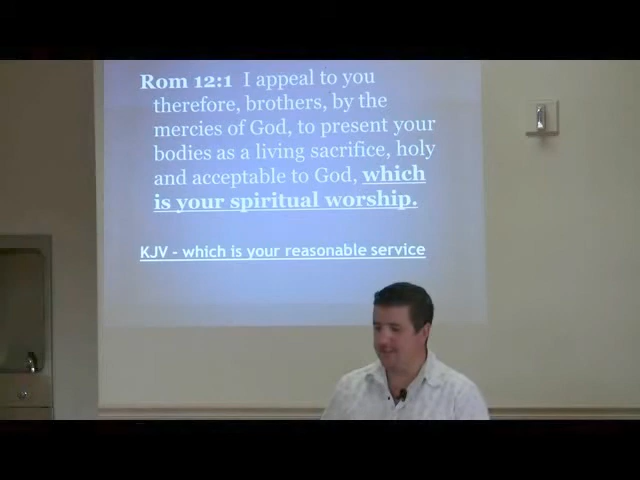 Rom 12:1 I appeal to you
therefore, brothers, by the
mercies of God, to present your
bodies as a living sacrifice, holy
and acceptable to God, which
is your spiritual worship.
KJV - which is your reasonable service